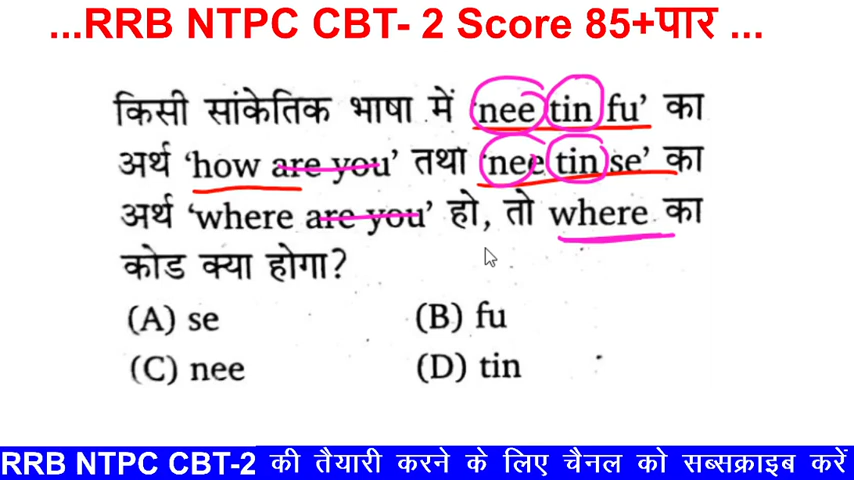 ...RRB NTPC CBT- 2 Score 85+पार ...
किसी सांकेतिक भाषा में ‘nee tin fu’ का
अर्थ ‘how are you’ तथा ‘nee tin se’ का
अर्थ ‘where are you’ हो, तो where का
कोड क्या होगा?
(A) se (B) fu
(C) nee (D) tin
RRB NTPC CBT-2 की तैयारी करने के लिए चैनल को सब्सक्राइब करें